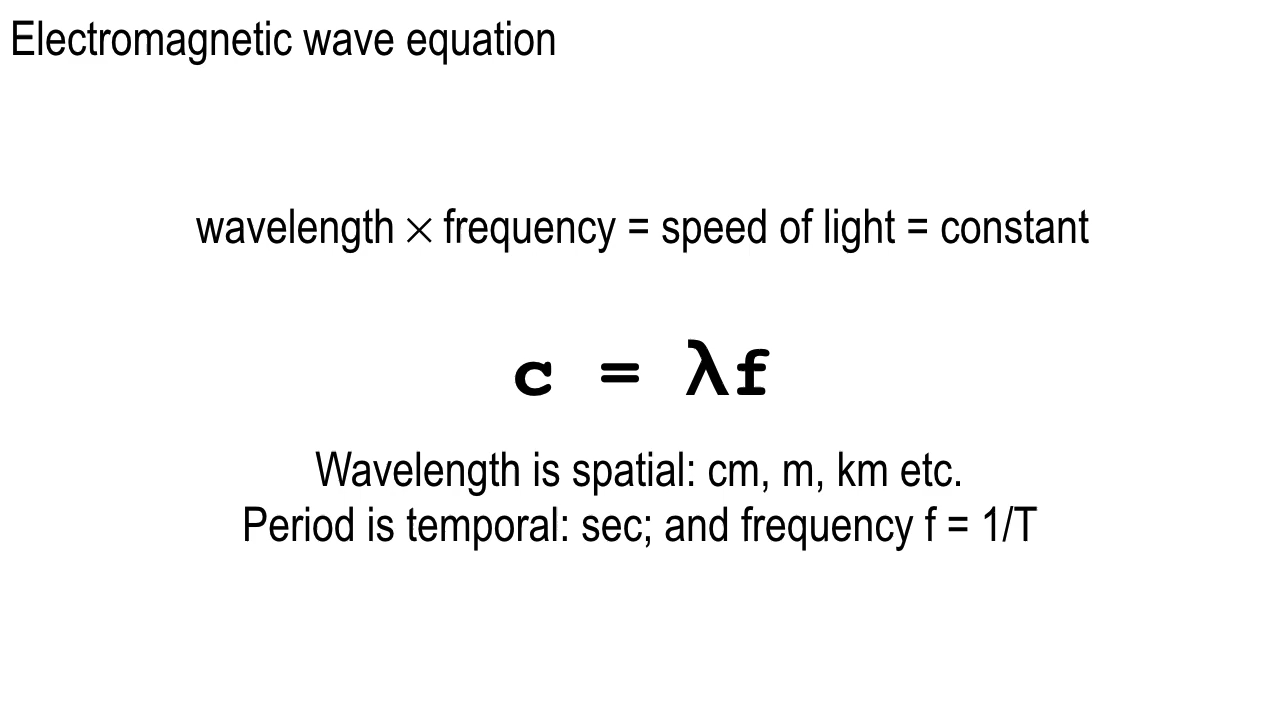 Electromagnetic wave equation
wavelength × frequency = speed of light = constant
c = λf
Wavelength is spatial: cm, m, km etc.
Period is temporal: sec; and frequency f = 1/T